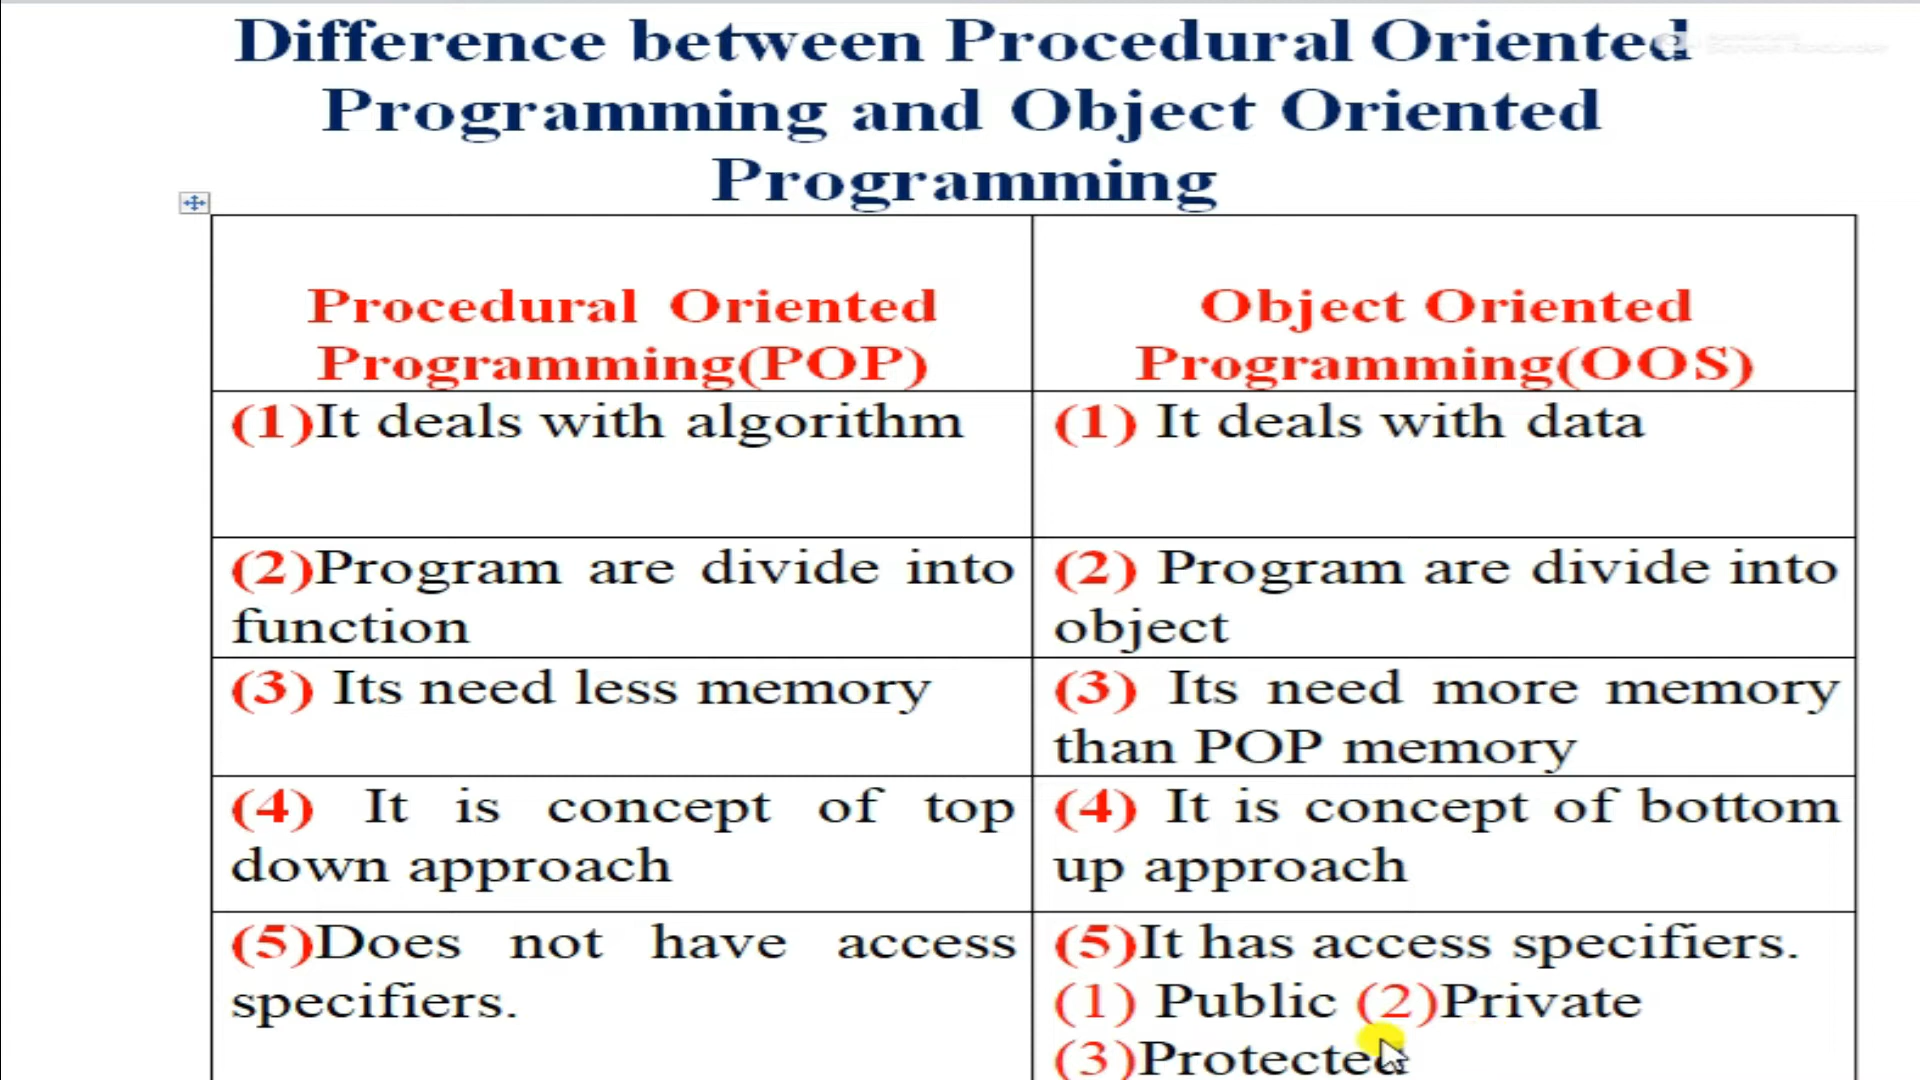 Difference between Procedural Oriented
Programming and Object Oriented
Programming
Procedural Oriented
Programming(POP)
Object Oriented
Programming(OOS)
(1)It deals with algorithm
(1) It deals with data
(2)Program are divide into
function
(2) Program are divide into
object
(3) Its need less memory
(3) Its need more memory
than POP memory
(4) It is concept of top
down approach
(4) It is concept of bottom
up approach
(5)Does not have access
specifiers.
(5)It has access specifiers.
(1) Public (2)Private
(3)Protected